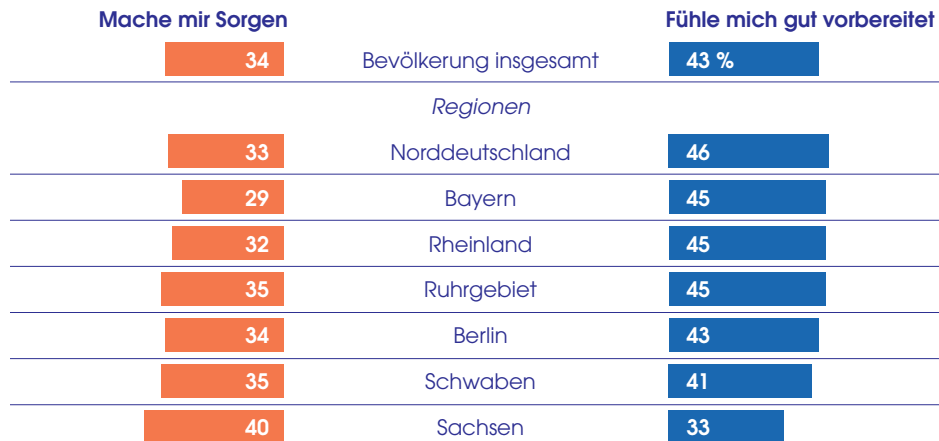 Mache mir Sorgen Fühle mich gut vorbereitet
34 Bevölkerung insgesamt 43 %
Regionen
33 Norddeutschland 46
29 Bayern 45
32 Rheinland 45
35 Ruhrgebiet 45
34 Berlin 43
35 Schwaben 41
40 Sachsen 33